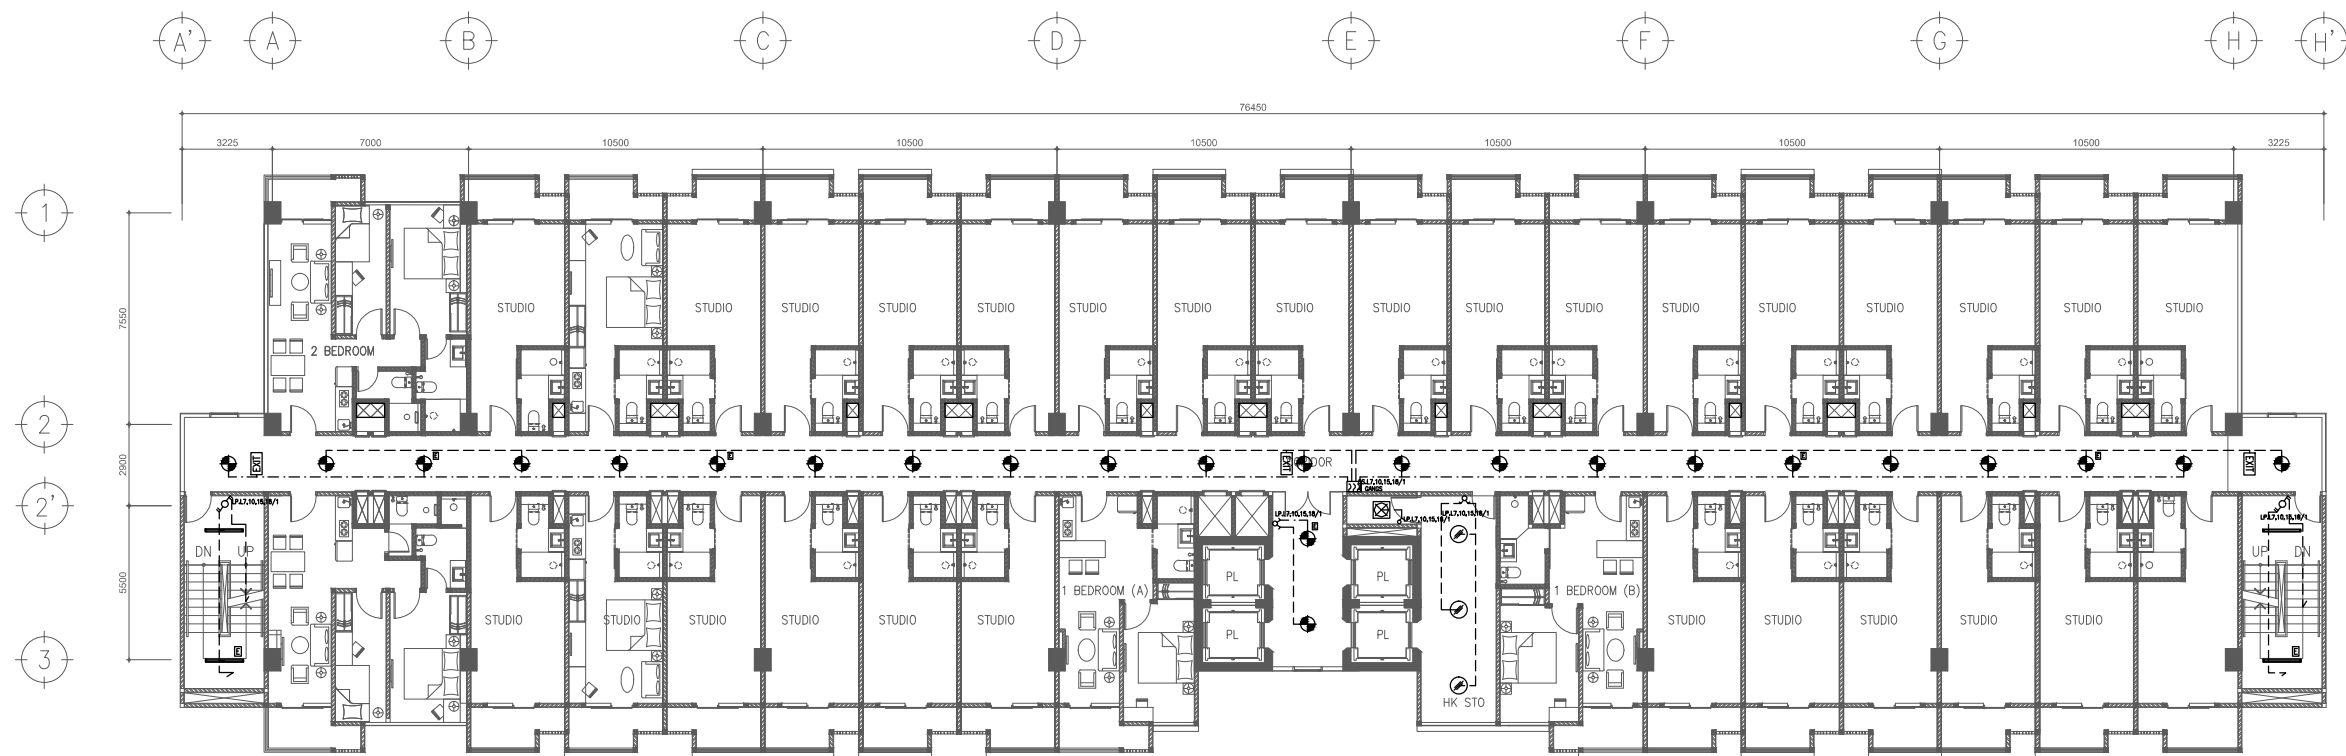 A' A B C D E F G H H'
76450
3225 7000 10500 10500 10500 10500 10500 10500 3225
1
7550
STUDIO STUDIO STUDIO STUDIO STUDIO STUDIO STUDIO STUDIO STUDIO STUDIO STUDIO STUDIO STUDIO STUDIO STUDIO STUDIO STUDIO
2 BEDROOM
2
2900
EXIT E E EXIT E E EXIT
2'
E
DN UP UP DN
5500
PL PL
1 BEDROOM (A) 1 BEDROOM (B)
STUDIO STUDIO STUDIO STUDIO STUDIO STUDIO STUDIO STUDIO STUDIO STUDIO STUDIO
PL PL
E E
3
HK STO